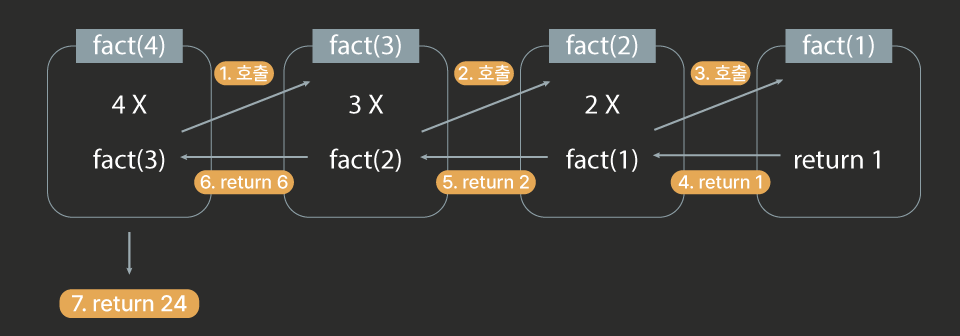 fact(4)
fact(3)
fact(2)
fact(1)
1. 호출
2. 호출
3. 호출
4 X
3 X
2 X
fact(3)
fact(2)
fact(1)
return 1
6. return 6
5. return 2
4. return 1
7. return 24